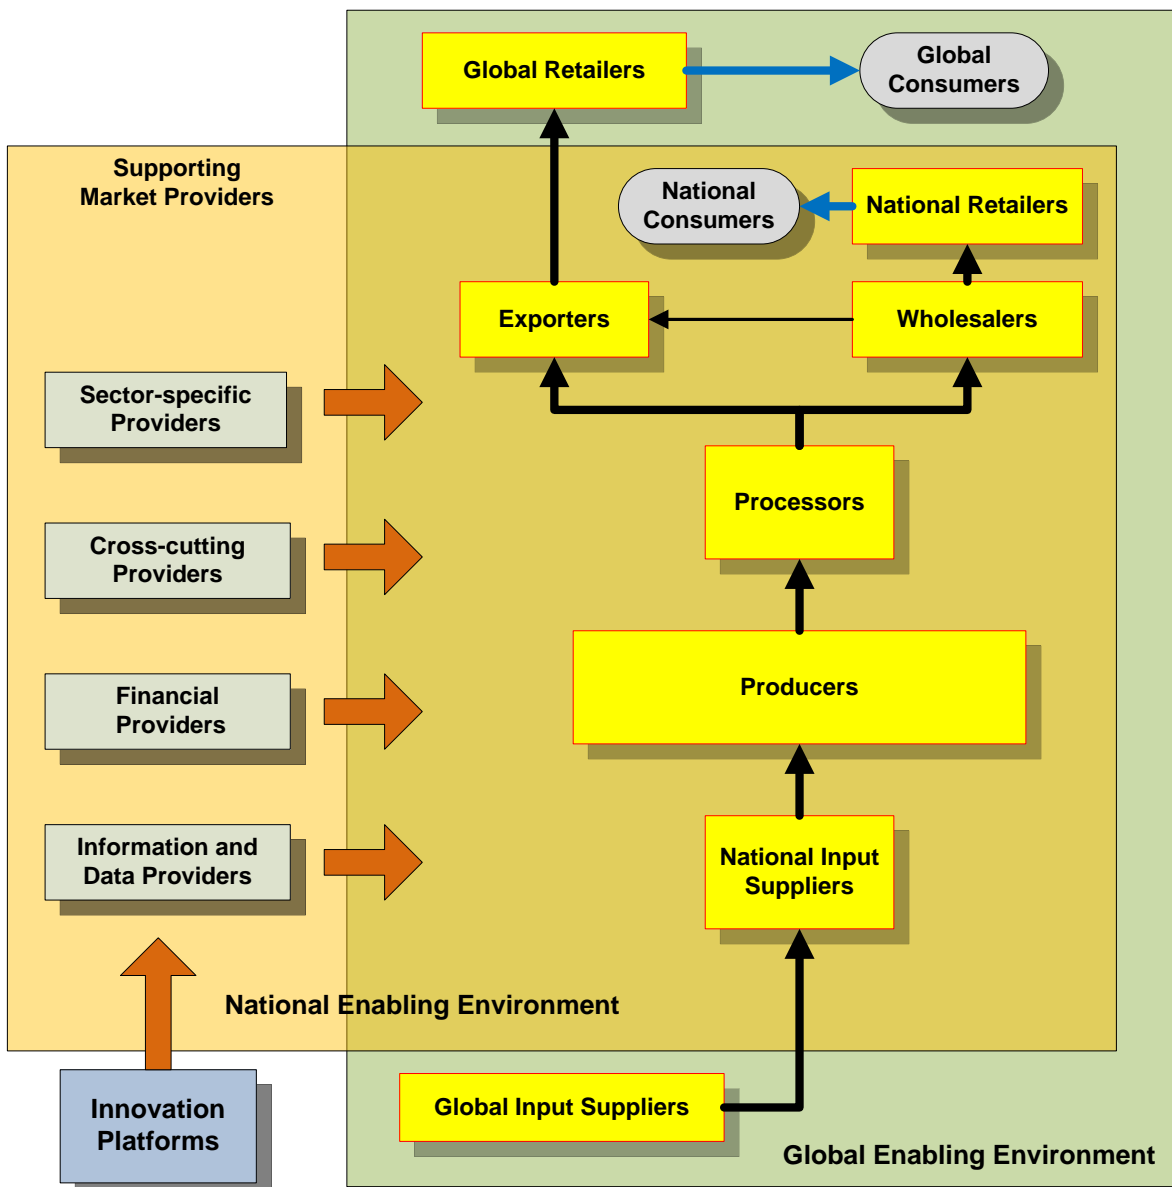 Global Retailers
Global
Consumers
Supporting
Market Providers
National
Consumers
National Retailers
Exporters
Wholesalers
Sector-specific
Providers
Processors
Cross-cutting
Providers
Producers
Financial
Providers
National Input
Suppliers
Information and
Data Providers
National Enabling Environment
Innovation
Platforms
Global Input Suppliers
Global Enabling Environment